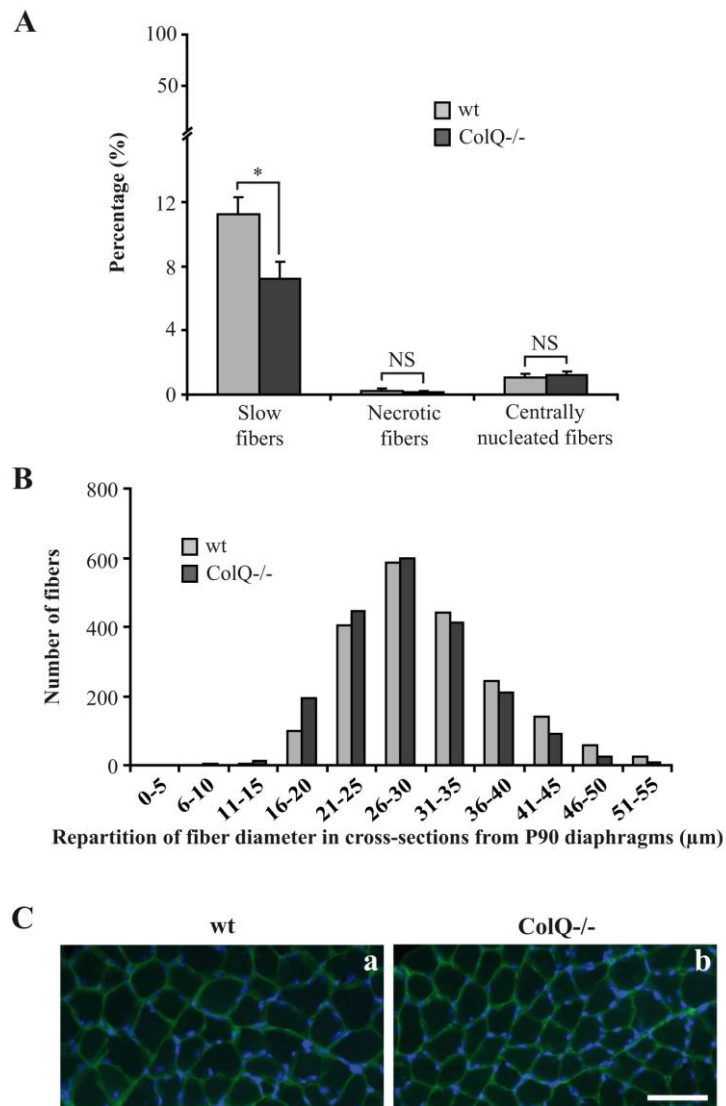 A
100
50
12
8
4
0
Percentage (%)
wt
ColQ-/-
*
NS
NS
Slow
fibers
Necrotic
fibers
Centrally
nucleated fibers
B
800
600
400
200
0
Number of fibers
wt
ColQ-/-
0-5
6-10
11-15
16-20
21-25
26-30
31-35
36-40
41-45
46-50
51-55
Repartition of fiber diameter in cross-sections from P90 diaphragms (µm)
C
wt
ColQ-/-
a
b